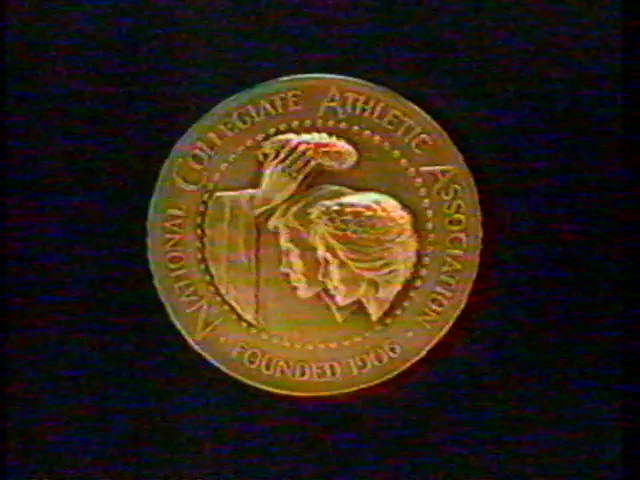 NATIONAL COLLEGIATE ATHLETIC ASSOCIATION
· FOUNDED 1906 ·